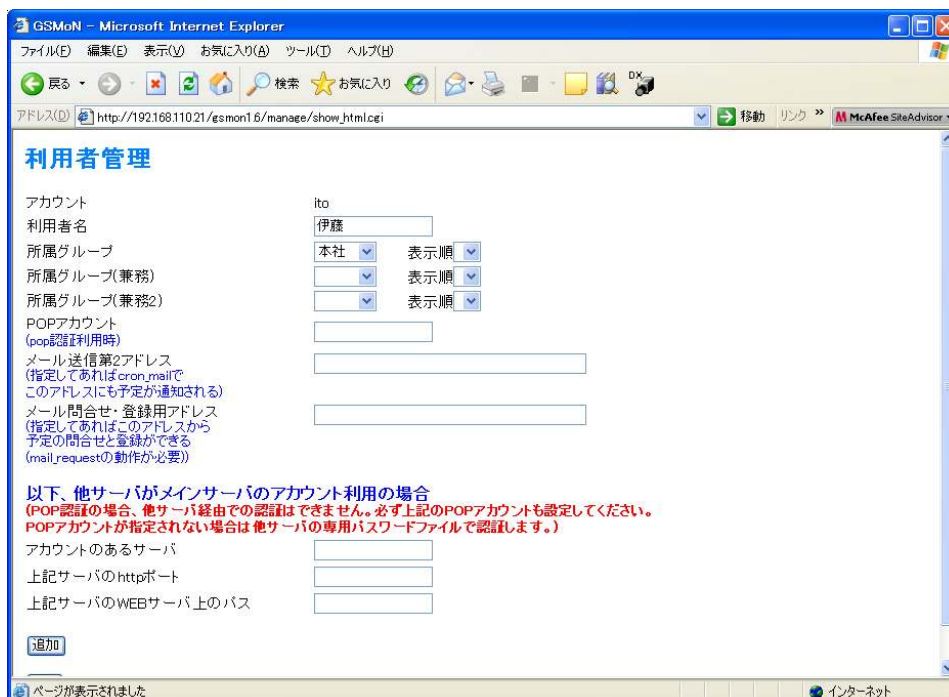 GSMoN - Microsoft Internet Explorer
ファイル(F) 編集(E) 表示(V) お気に入り(A) ツール(T) ヘルプ(H)
戻る 検索 お気に入り DX
アドレス(D) http://192.168.110.21/gsmon1.6/manage/show_html.cgi 移動 リンク » McAfee SiteAdvisor
利用者管理
アカウント ito
利用者名 伊藤
所属グループ 本社 表示順
所属グループ(兼務) 表示順
所属グループ(兼務2) 表示順
POPアカウント
(pop認証利用時)
メール送信第2アドレス
(指定してあればcron_mailで
このアドレスにも予定が通知される)
メール問合せ・登録用アドレス
(指定してあればこのアドレスから
予定の問合せと登録ができる
(mail_requestの動作が必要))
以下、他サーバがメインサーバのアカウント利用の場合
(POP認証の場合、他サーバ経由での認証はできません。必ず上記のPOPアカウントも設定してください。
POPアカウントが指定されない場合は他サーバの専用パスワードファイルで認証します。)
アカウントのあるサーバ
上記サーバのhttpポート
上記サーバのWEBサーバ上のパス
追加
ページが表示されました インターネット